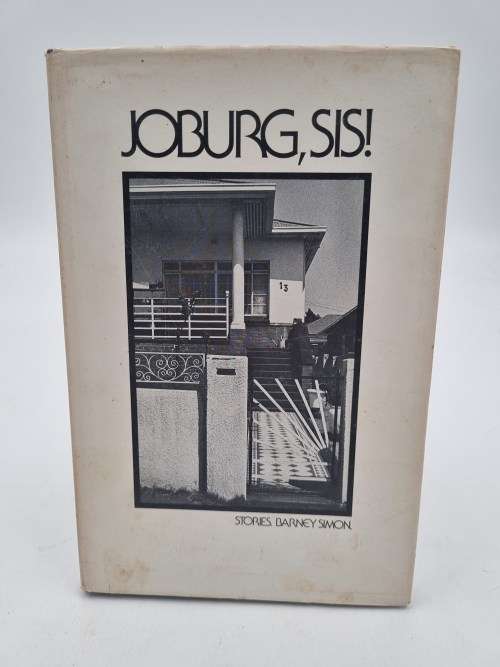 JOBURG, SIS!
13
STORIES. BARNEY SIMON.